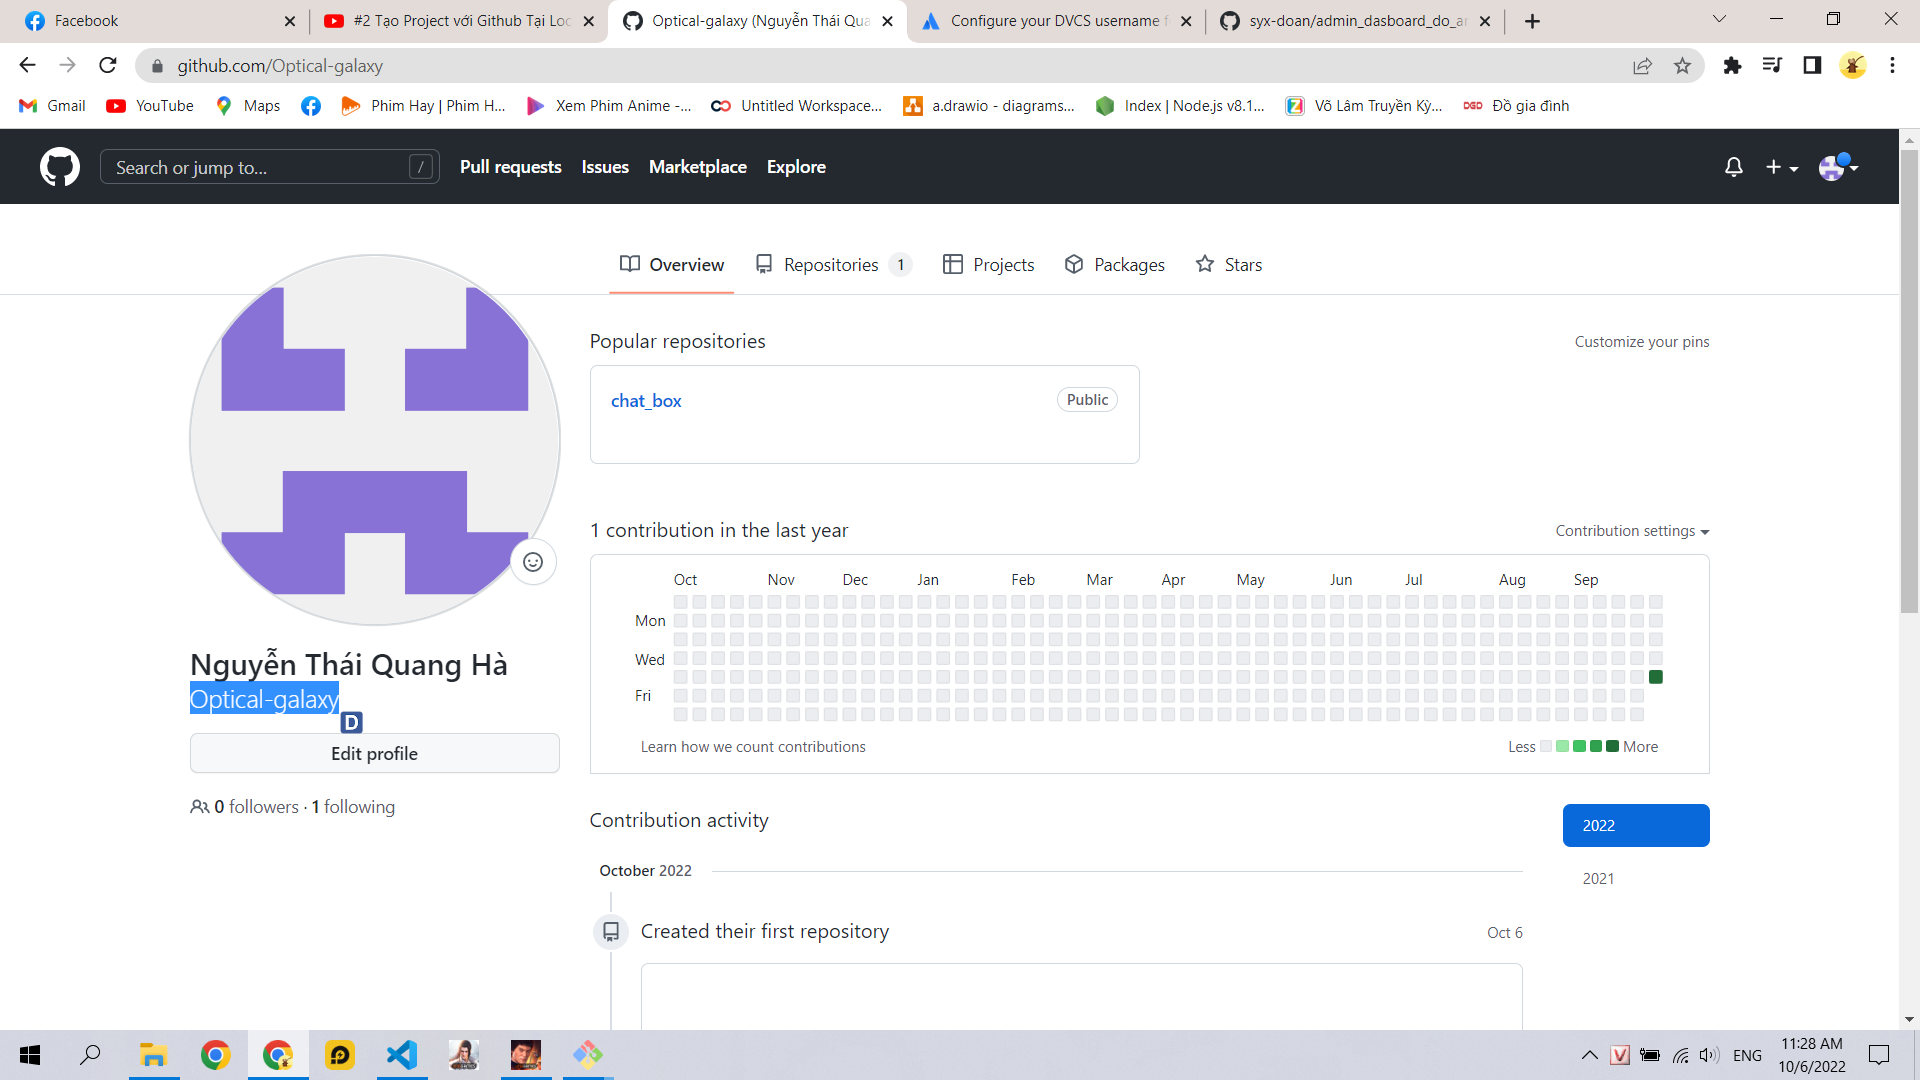 Facebook
#2 Tạo Project với Github Tại Loc
Optical-galaxy (Nguyễn Thái Qua
Configure your DVCS username f
syx-doan/admin_dasboard_do_ar
github.com/Optical-galaxy
Gmail
YouTube
Maps
Phim Hay | Phim H...
Xem Phim Anime -...
Untitled Workspace...
a.drawio - diagrams...
Index | Node.js v8.1...
Võ Lâm Truyền Kỳ...
DGD
Đồ gia đình
Search or jump to...
/
Pull requests
Issues
Marketplace
Explore
Overview
Repositories 1
Projects
Packages
Stars
Popular repositories
Customize your pins
chat_box
Public
1 contribution in the last year
Contribution settings
Oct Nov Dec Jan Feb Mar Apr May Jun Jul Aug Sep
Mon
Wed
Fri
Learn how we count contributions
Less More
Nguyễn Thái Quang Hà
Optical-galaxy
D
Edit profile
0 followers · 1 following
Contribution activity
2022
2021
October 2022
Created their first repository
Oct 6
V
ENG
11:28 AM
10/6/2022